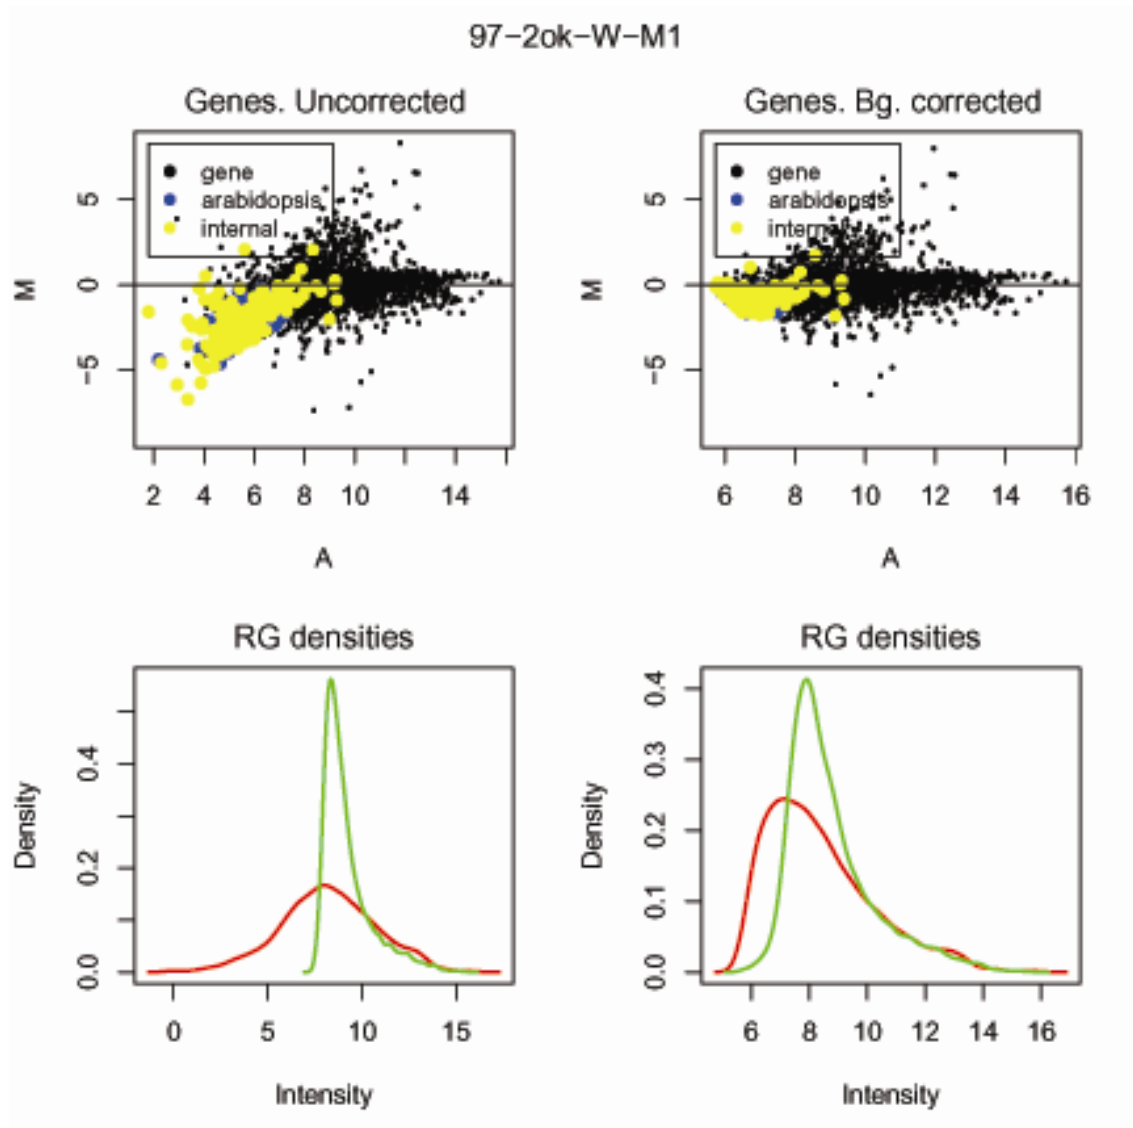 97-2ok-W-M1
Genes. Uncorrected
gene
arabidopsis
internal
M
5
0
-5
2 4 6 8 10 14
A
Genes. Bg. corrected
gene
arabidopsis
internal
M
5
0
-5
6 8 10 12 14 16
A
RG densities
Density
0.4
0.2
0.0
0 5 10 15
Intensity
RG densities
Density
0.4
0.3
0.2
0.1
0.0
6 8 10 12 14 16
Intensity